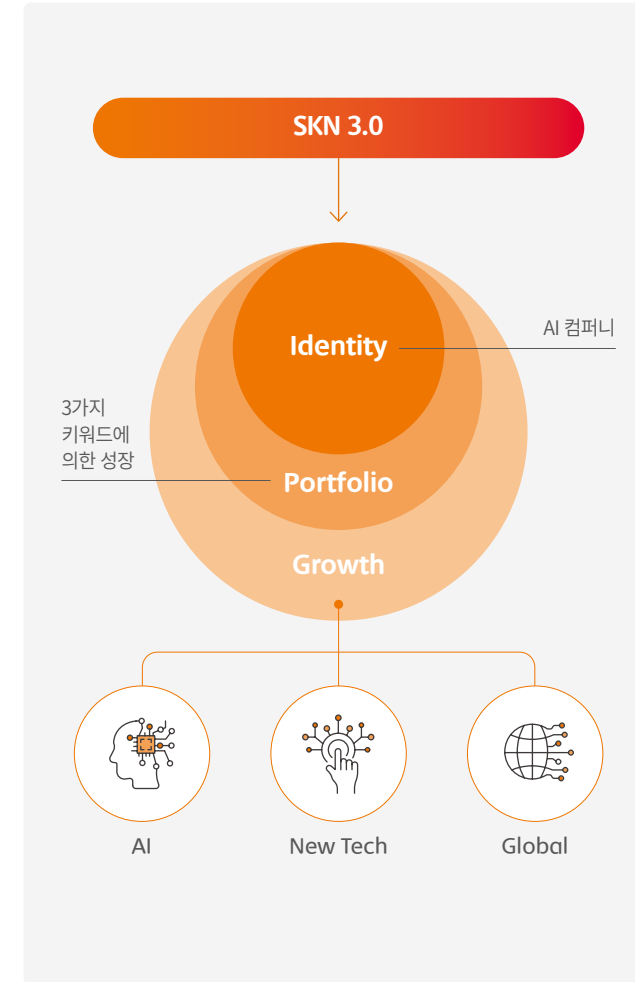 SKN 3.0
Identity
AI 컴퍼니
3가지
키워드에
의한 성장
Portfolio
Growth
AI
New Tech
Global